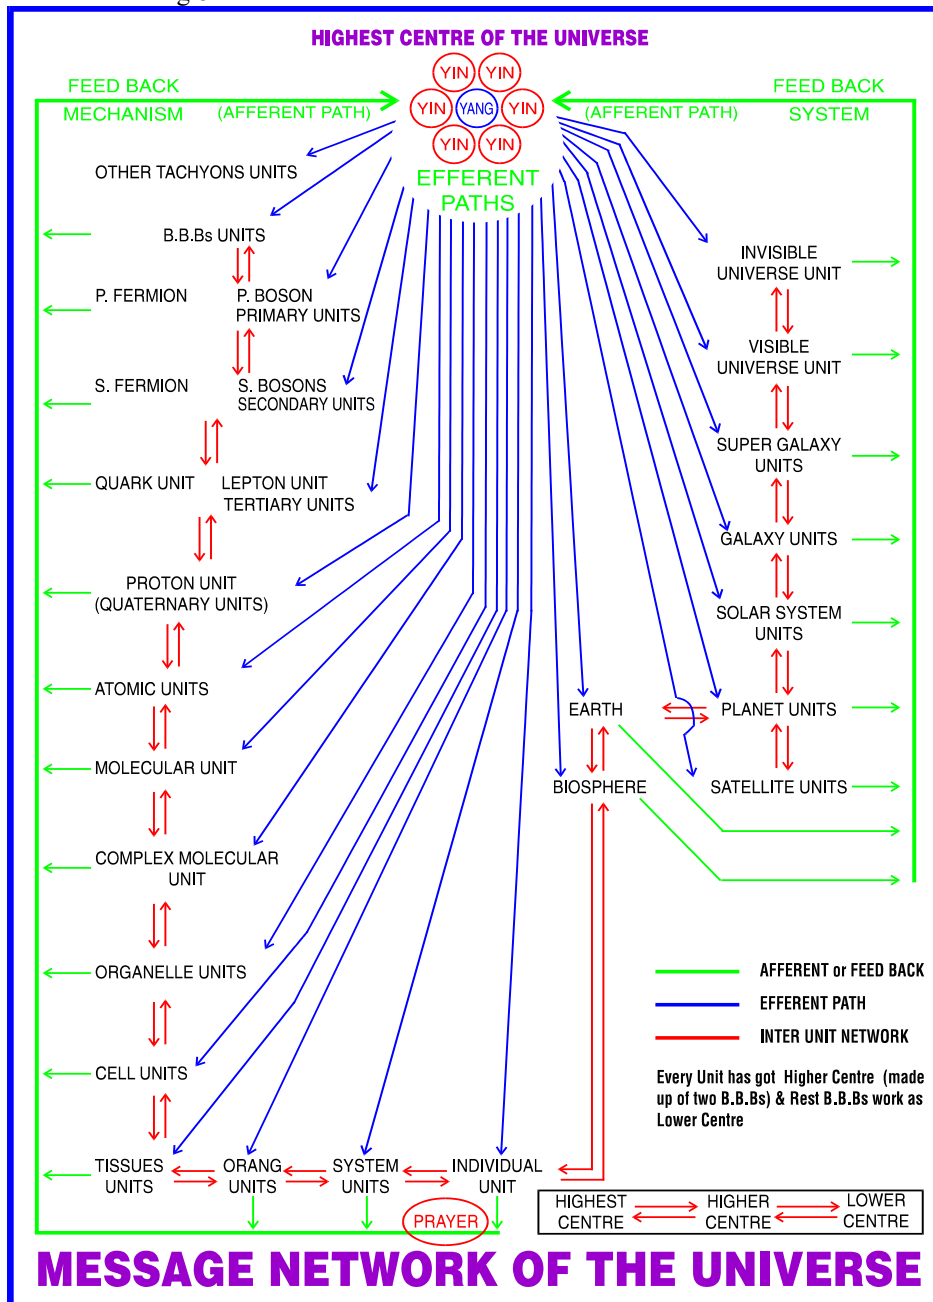 HIGHEST CENTRE OF THE UNIVERSE
YIN YIN
YIN YANG YIN
YIN YIN
FEED BACK
MECHANISM (AFFERENT PATH)
FEED BACK
(AFFERENT PATH) SYSTEM
EFFERENT
PATHS
OTHER TACHYONS UNITS
B.B.Bs UNITS
P. FERMION P. BOSON
PRIMARY UNITS
S. FERMION S. BOSONS
SECONDARY UNITS
QUARK UNIT LEPTON UNIT
TERTIARY UNITS
PROTON UNIT
(QUATERNARY UNITS)
ATOMIC UNITS
MOLECULAR UNIT
COMPLEX MOLECULAR
UNIT
ORGANELLE UNITS
CELL UNITS
TISSUES
UNITS
ORANG
UNITS
SYSTEM
UNITS
INDIVIDUAL
UNIT
PRAYER
INVISIBLE
UNIVERSE UNIT
VISIBLE
UNIVERSE UNIT
SUPER GALAXY
UNITS
GALAXY UNITS
SOLAR SYSTEM
UNITS
EARTH
PLANET UNITS
BIOSPHERE
SATELLITE UNITS
AFFERENT or FEED BACK
EFFERENT PATH
INTER UNIT NETWORK
Every Unit has got Higher Centre (made
up of two B.B.Bs) & Rest B.B.Bs work as
Lower Centre
HIGHEST
CENTRE
HIGHER
CENTRE
LOWER
CENTRE
MESSAGE NETWORK OF THE UNIVERSE